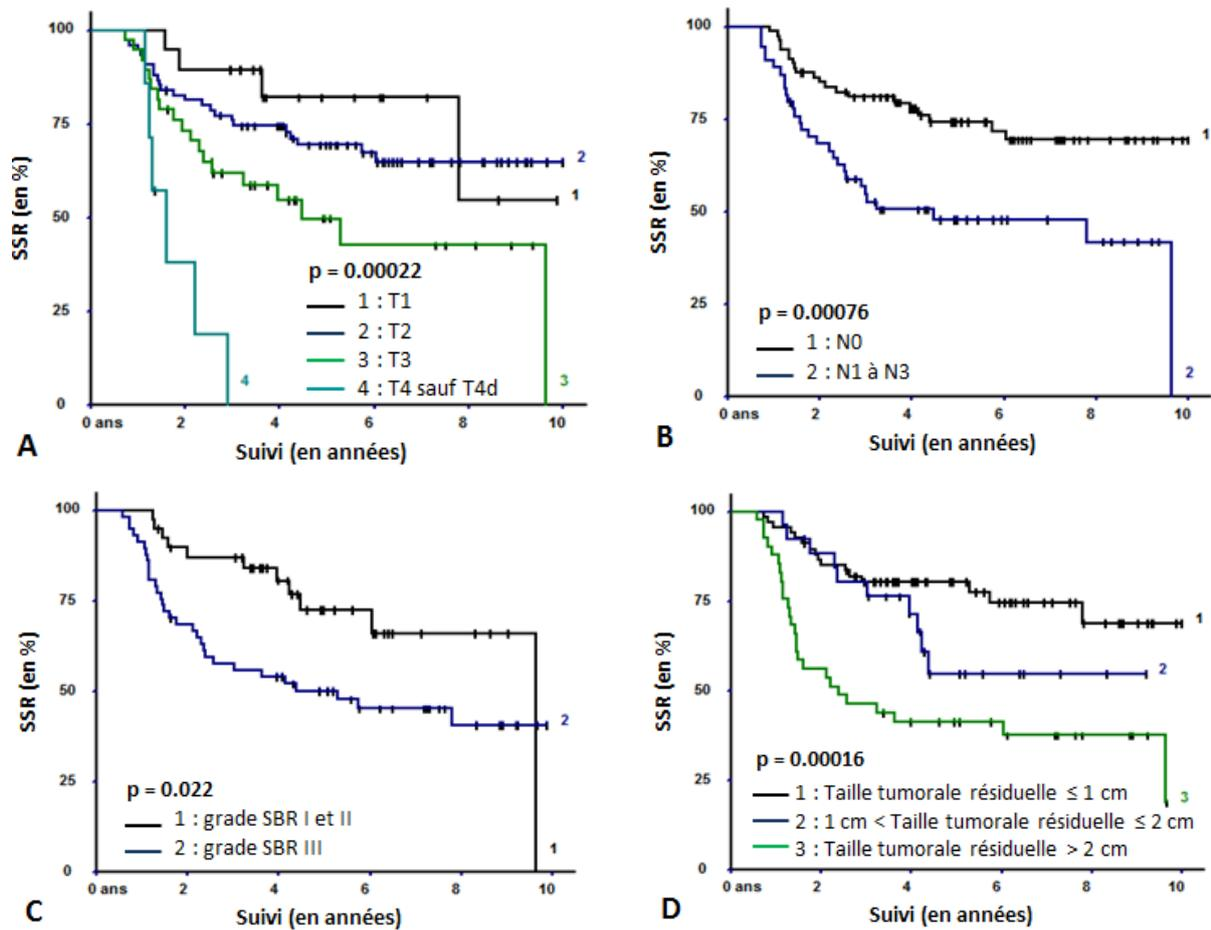 100
75
50
25
0
SSR (en %)
2
1
p = 0.00022
1 : T1
2 : T2
3 : T3
4 : T4 sauf T4d
4
3
0 ans 2 4 6 8 10
Suivi (en années)
A
100
75
50
25
0
SSR (en %)
1
p = 0.00076
1 : N0
2 : N1 à N3
2
0 ans 2 4 6 8 10
Suivi (en années)
B
100
75
50
25
0
SSR (en %)
2
p = 0.022
1 : grade SBR I et II
2 : grade SBR III
1
0 ans 2 4 6 8 10
Suivi (en années)
C
100
75
50
25
0
SSR (en %)
1
2
p = 0.00016
1 : Taille tumorale résiduelle ≤ 1 cm
2 : 1 cm < Taille tumorale résiduelle ≤ 2 cm
3 : Taille tumorale résiduelle > 2 cm
3
0 ans 2 4 6 8 10
Suivi (en années)
D